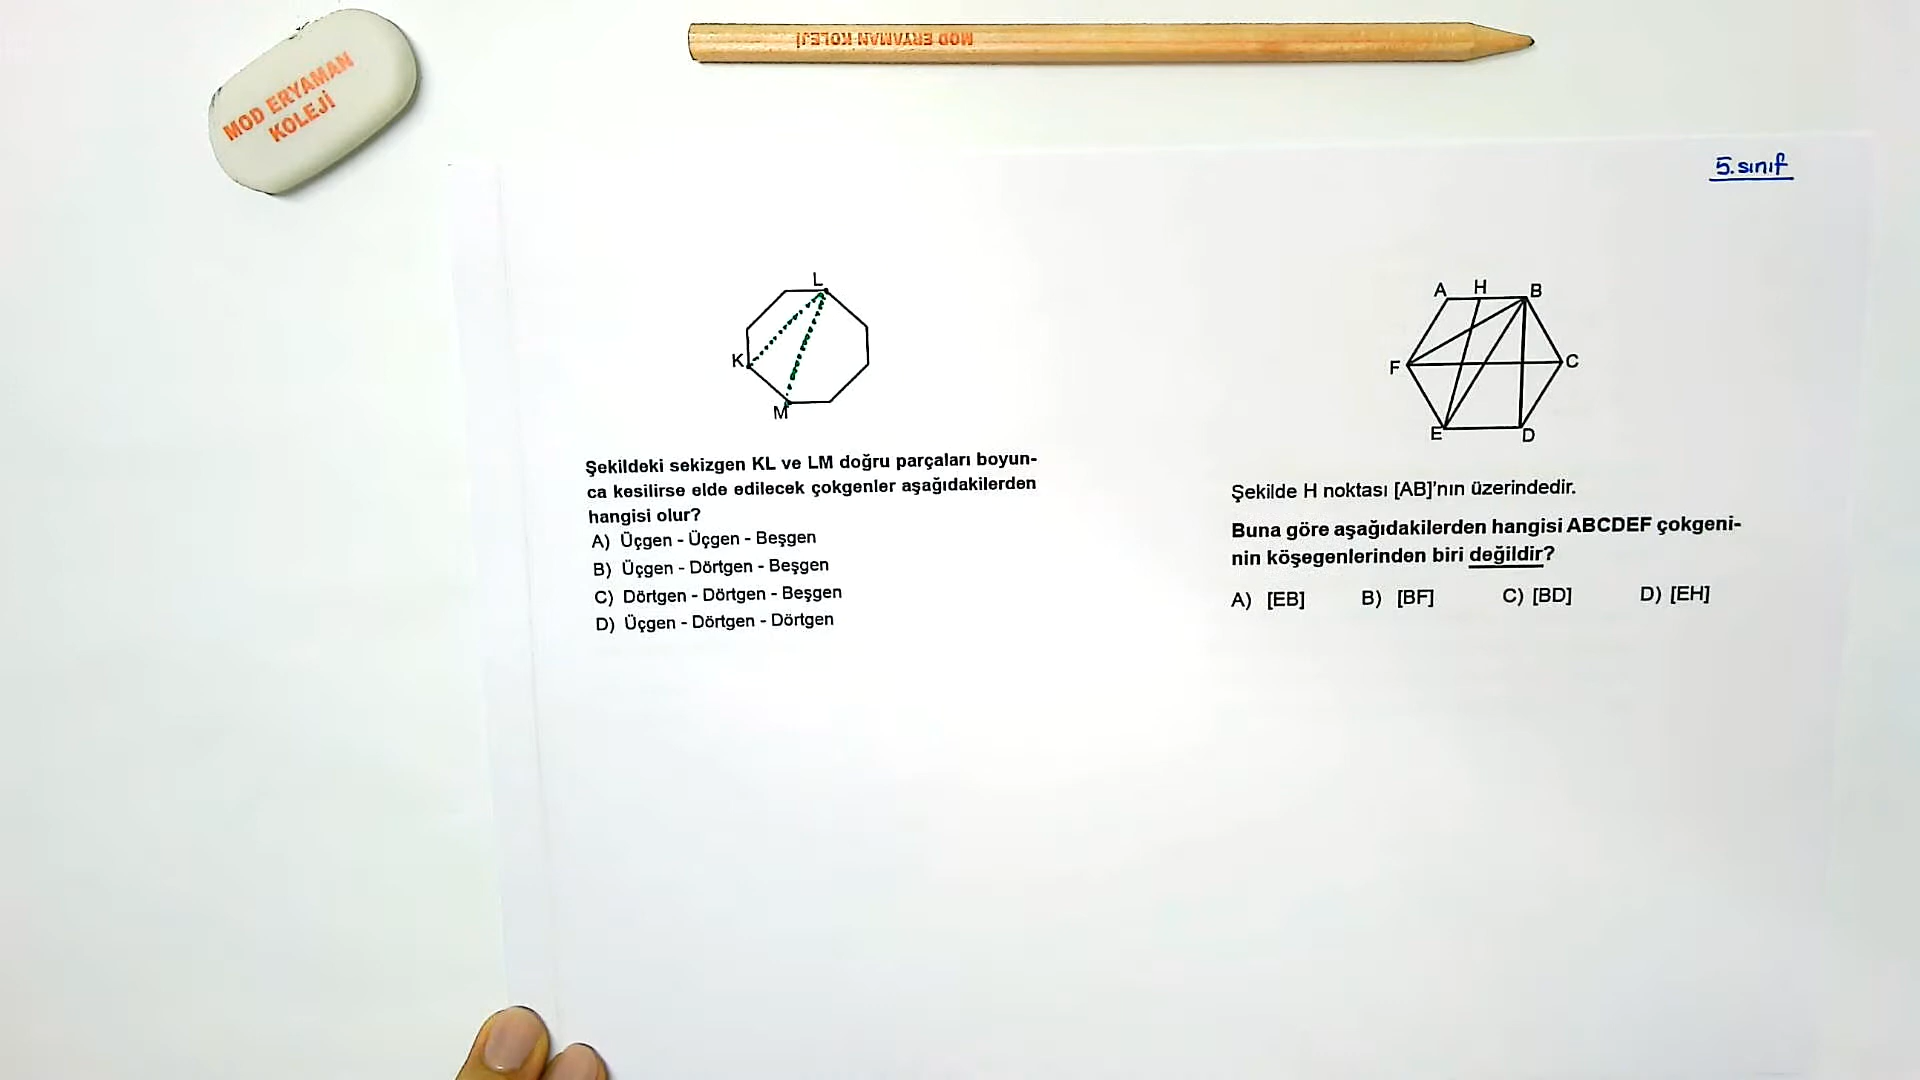 MOD ERYAMAN
KOLEJİ
MOD ERYAMAN KOLEJİ
5.sınıf
L
K
M
Şekildeki sekizgen KL ve LM doğru parçaları boyun-
ca kesilirse elde edilecek çokgenler aşağıdakilerden
hangisi olur?
A) Üçgen - Üçgen - Beşgen
B) Üçgen - Dörtgen - Beşgen
C) Dörtgen - Dörtgen - Beşgen
D) Üçgen - Dörtgen - Dörtgen
A H B
F C
E D
Şekilde H noktası [AB]'nın üzerindedir.
Buna göre aşağıdakilerden hangisi ABCDEF çokgeni-
nin köşegenlerinden biri değildir?
A) [EB] B) [BF] C) [BD] D) [EH]